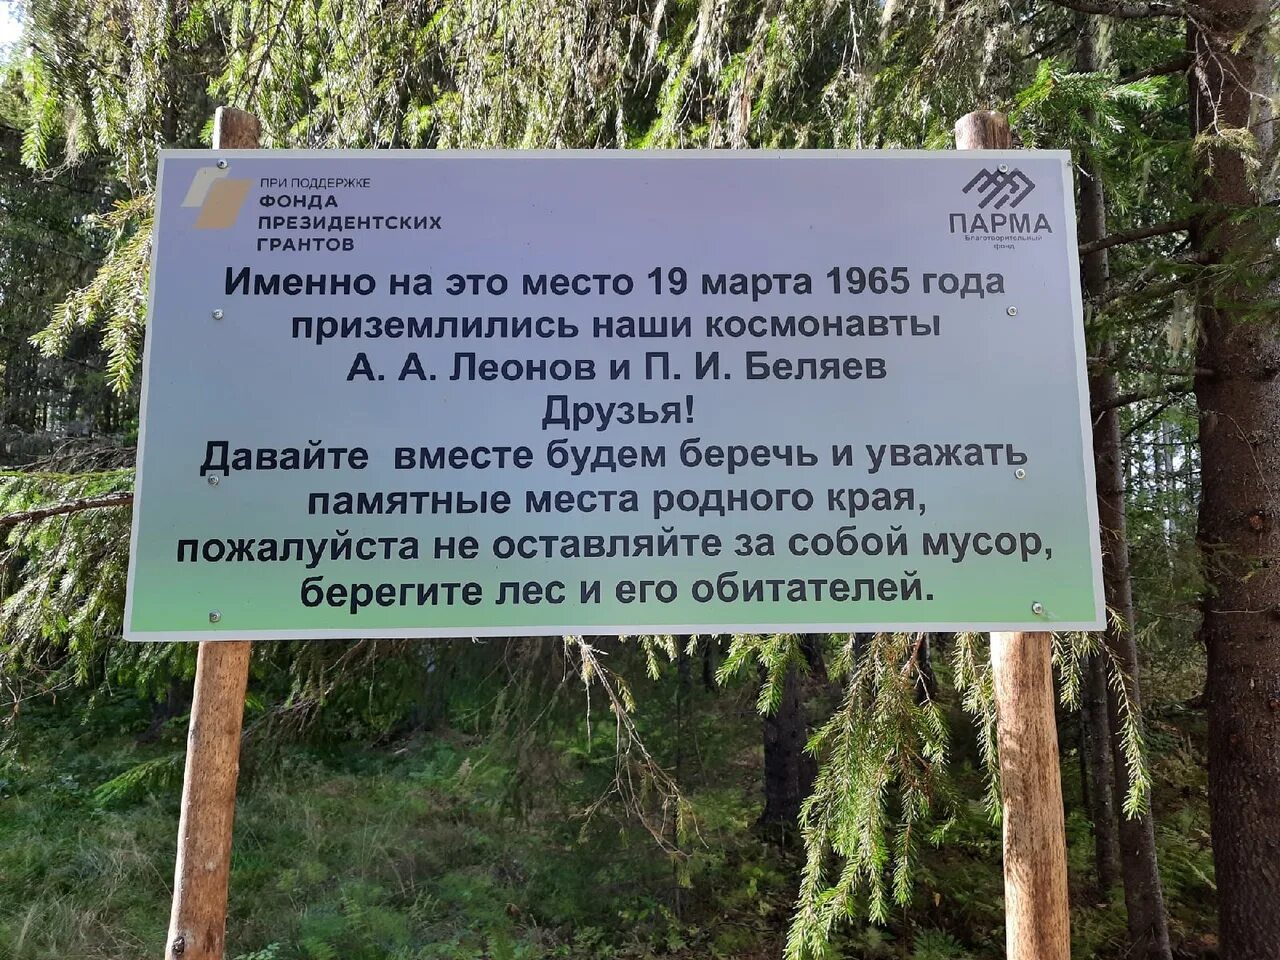 ПРИ ПОДДЕРЖКЕ
ФОНДА
ПРЕЗИДЕНТСКИХ
ГРАНТОВ
ПАРМА
Благотворительный
фонд
Именно на это место 19 марта 1965 года
приземлились наши космонавты
А. А. Леонов и П. И. Беляев
Друзья!
Давайте вместе будем беречь и уважать
памятные места родного края,
пожалуйста не оставляйте за собой мусор,
берегите лес и его обитателей.